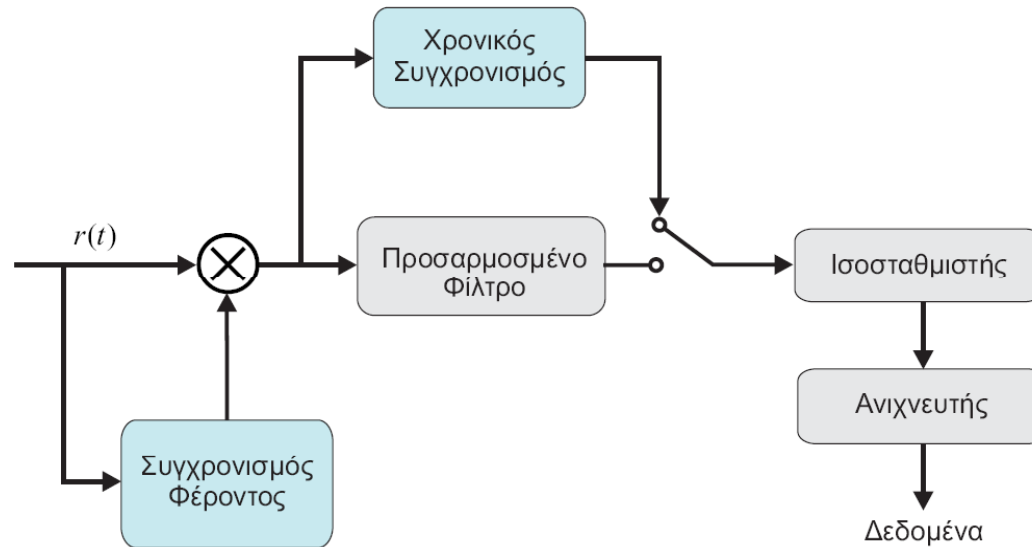 Χρονικός
Συγχρονισμός
r(t)
Προσαρμοσμένο
Φίλτρο
Ισοσταθμιστής
Ανιχνευτής
Συγχρονισμός
Φέροντος
Δεδομένα